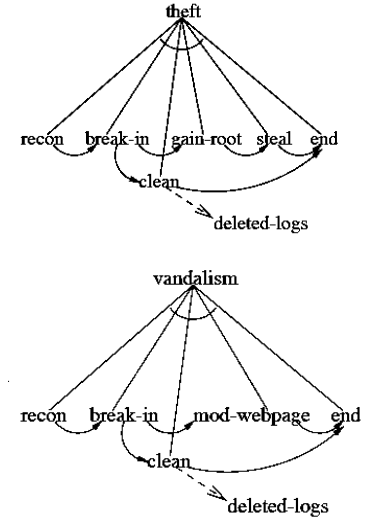 theft
recon break-in gain-root steal end
clean
deleted-logs
vandalism
recon break-in mod-webpage end
clean
deleted-logs